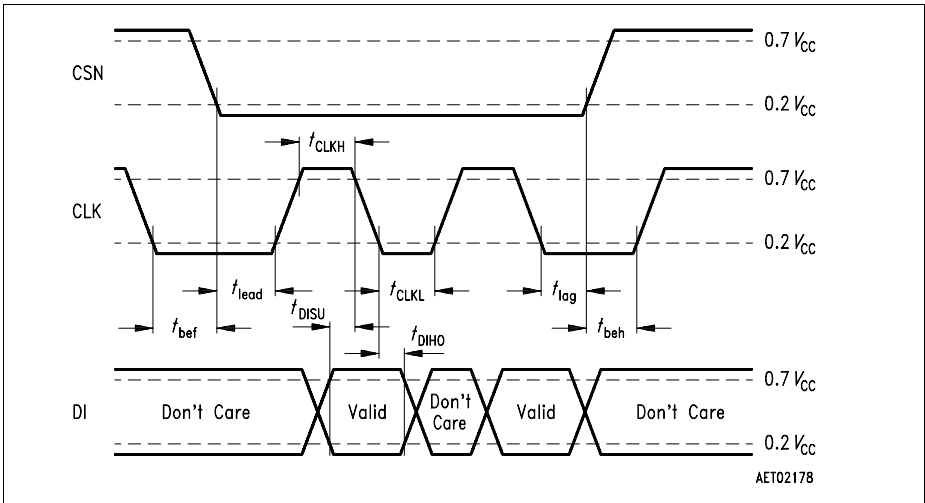 0.7 VCC
CSN
0.2 VCC
tCLKH
0.7 VCC
CLK
0.2 VCC
tlead
tCLKL
tlag
tDISU
tbef
tbeh
tDIHO
0.7 VCC
DI
Don't Care
Valid
Don't
Care
Valid
Don't Care
0.2 VCC
AET02178